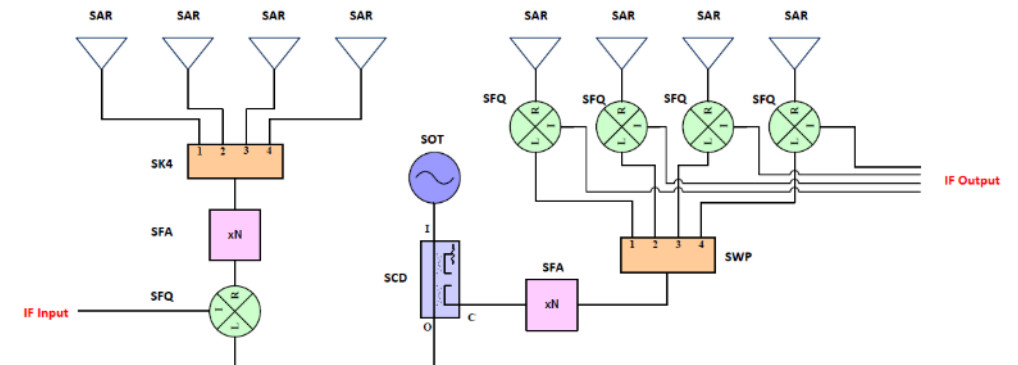 SAR SAR SAR SAR SAR SAR SAR SAR
SFQ SFQ SFQ SFQ
R R R R
I I I I
L L L L
SOT
1 2 3 4
SK4
IF Output
I
SFA
xN
1 2 3 4
SWP
SCD
SFA
xN
SFQ
R
I
L
IF Input
C
O